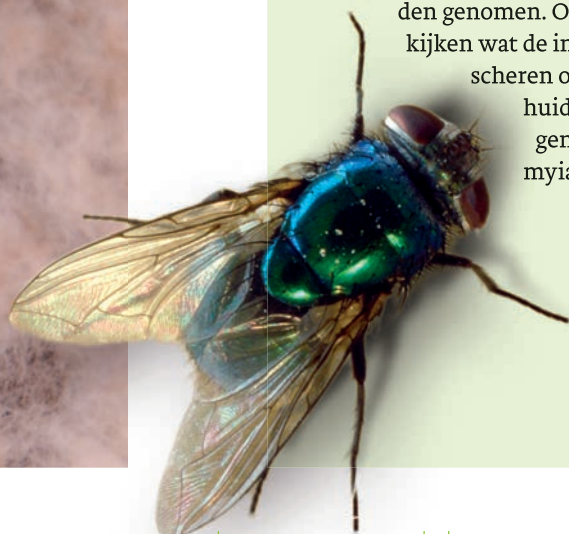 den genomen. O
kijken wat de in
scheren o
huid
gen
myia